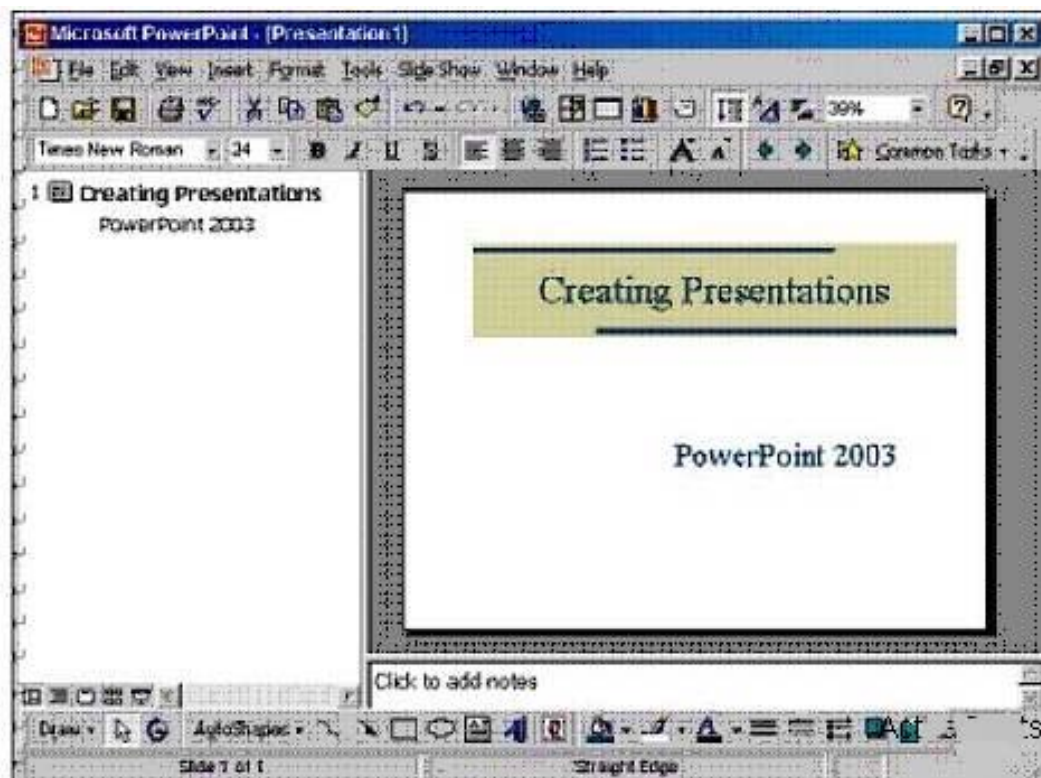 Microsoft PowerPoint - [Presentation1]
File Edit View Insert Format Tools Slide Show Window Help
39%
Times New Roman 24 B I U S A A Common Tasks
1 Creating Presentations
PowerPoint 2003
Creating Presentations
PowerPoint 2003
Click to add notes
Draw AutoShapes A
Slide 1 of 1 Straight Edge